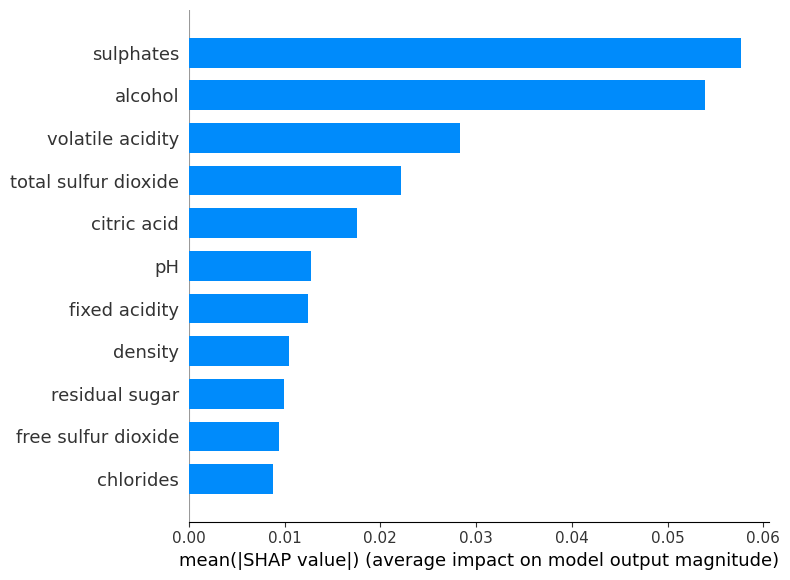 sulphates
alcohol
volatile acidity
total sulfur dioxide
citric acid
pH
fixed acidity
density
residual sugar
free sulfur dioxide
chlorides
0.00 0.01 0.02 0.03 0.04 0.05 0.06
mean(|SHAP value|) (average impact on model output magnitude)